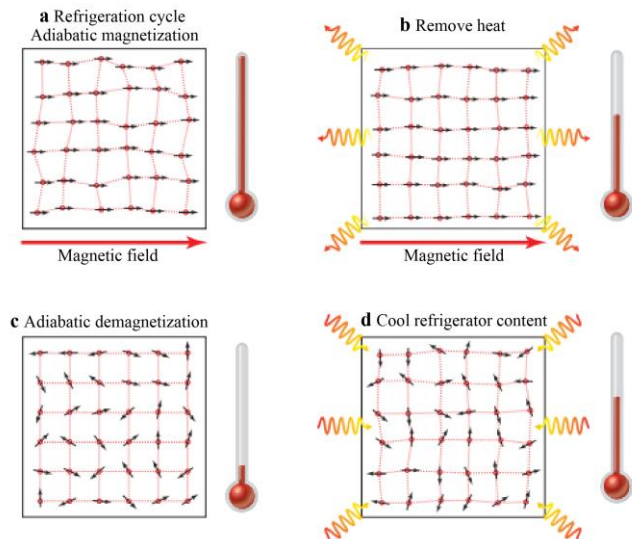 a Refrigeration cycle
Adiabatic magnetization
b Remove heat
Magnetic field
Magnetic field
c Adiabatic demagnetization
d Cool refrigerator content